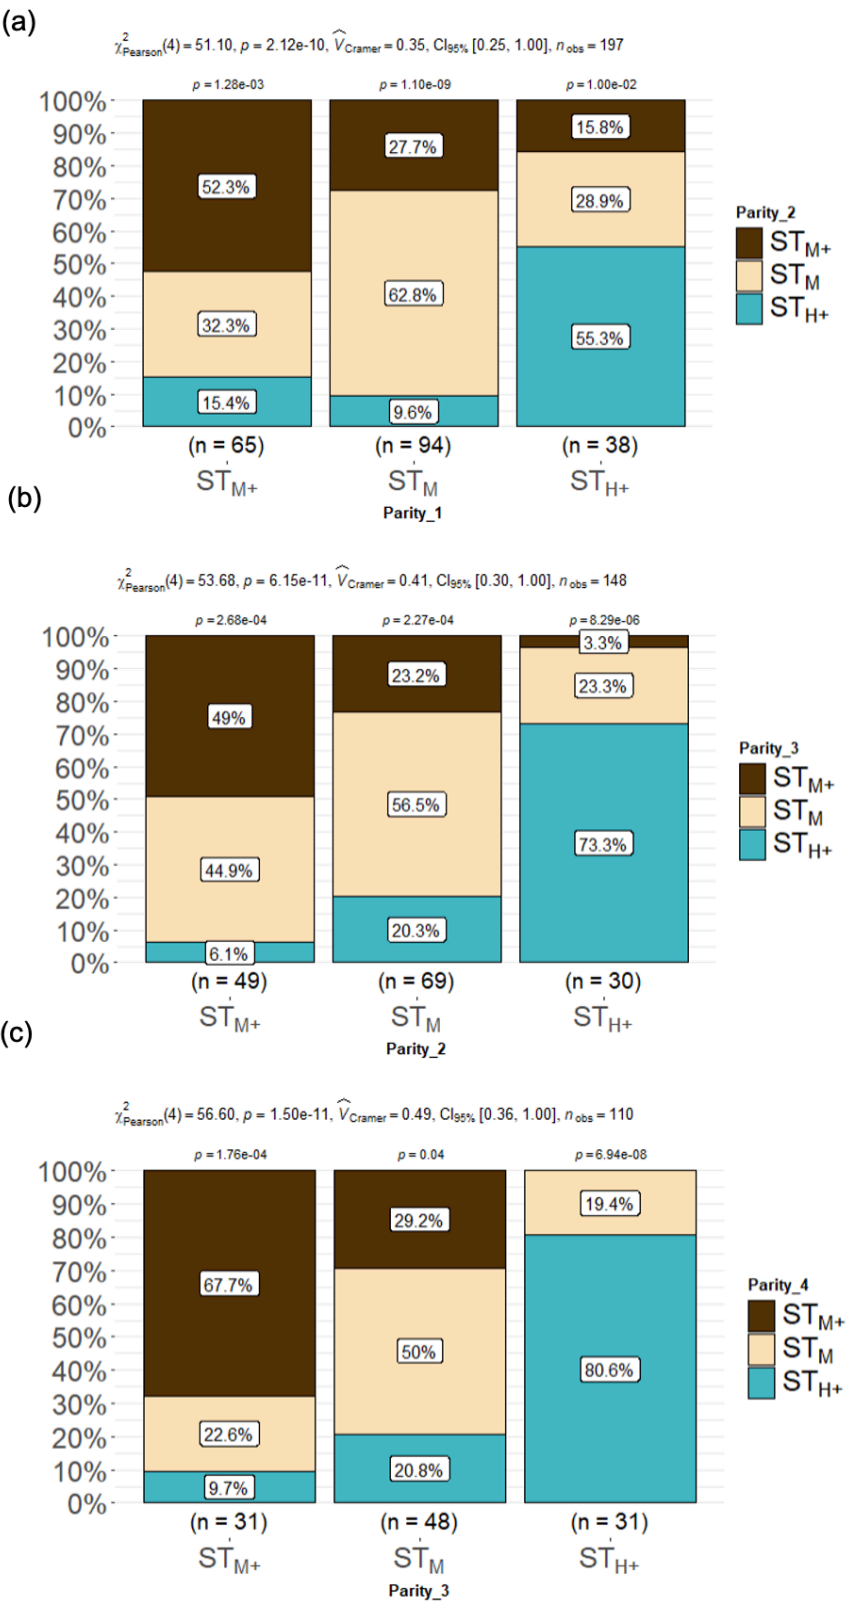 (a)
χ²Pearson(4) = 51.10, p = 2.12e-10, V̂Cramer = 0.35, CI95% [0.25, 1.00], nobs = 197
p = 1.28e-03 p = 1.10e-09 p = 1.00e-02
100%
90%
80%
70%
60%
50%
40%
30%
20%
10%
0%
52.3%
32.3%
15.4%
27.7%
62.8%
9.6%
15.8%
28.9%
55.3%
Parity_2
STM+
STM
STH+
(n = 65) (n = 94) (n = 38)
STM+ STM STH+
Parity_1
(b)
χ²Pearson(4) = 53.68, p = 6.15e-11, V̂Cramer = 0.41, CI95% [0.30, 1.00], nobs = 148
p = 2.68e-04 p = 2.27e-04 p = 8.29e-06
100%
90%
80%
70%
60%
50%
40%
30%
20%
10%
0%
49%
44.9%
6.1%
23.2%
56.5%
20.3%
3.3%
23.3%
73.3%
Parity_3
STM+
STM
STH+
(n = 49) (n = 69) (n = 30)
STM+ STM STH+
Parity_2
(c)
χ²Pearson(4) = 56.60, p = 1.50e-11, V̂Cramer = 0.49, CI95% [0.36, 1.00], nobs = 110
p = 1.76e-04 p = 0.04 p = 6.94e-08
100%
90%
80%
70%
60%
50%
40%
30%
20%
10%
0%
67.7%
22.6%
9.7%
29.2%
50%
20.8%
19.4%
80.6%
Parity_4
STM+
STM
STH+
(n = 31) (n = 48) (n = 31)
STM+ STM STH+
Parity_3